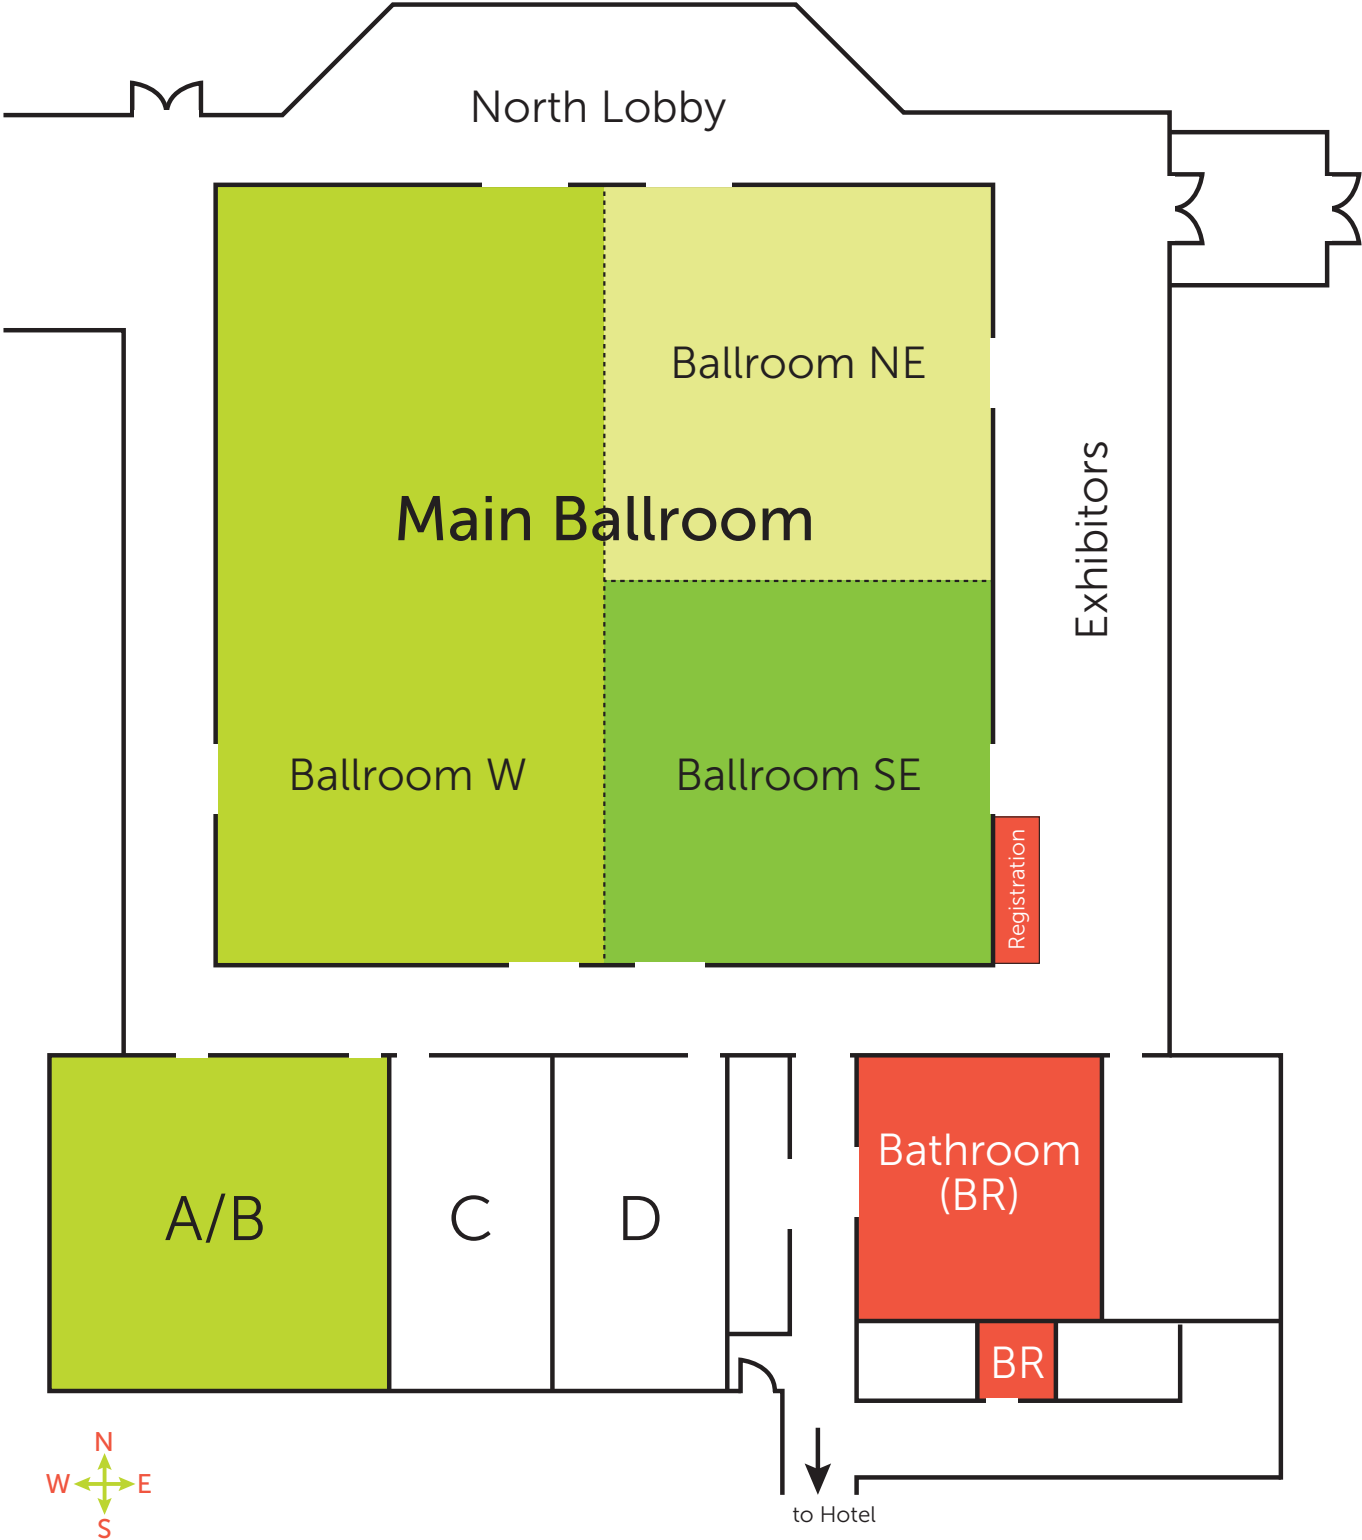 North Lobby
Ballroom NE
Main Ballroom
Exhibitors
Ballroom W
Ballroom SE
Registration
A/B
C
D
Bathroom
(BR)
BR
N
W
E
S
to Hotel